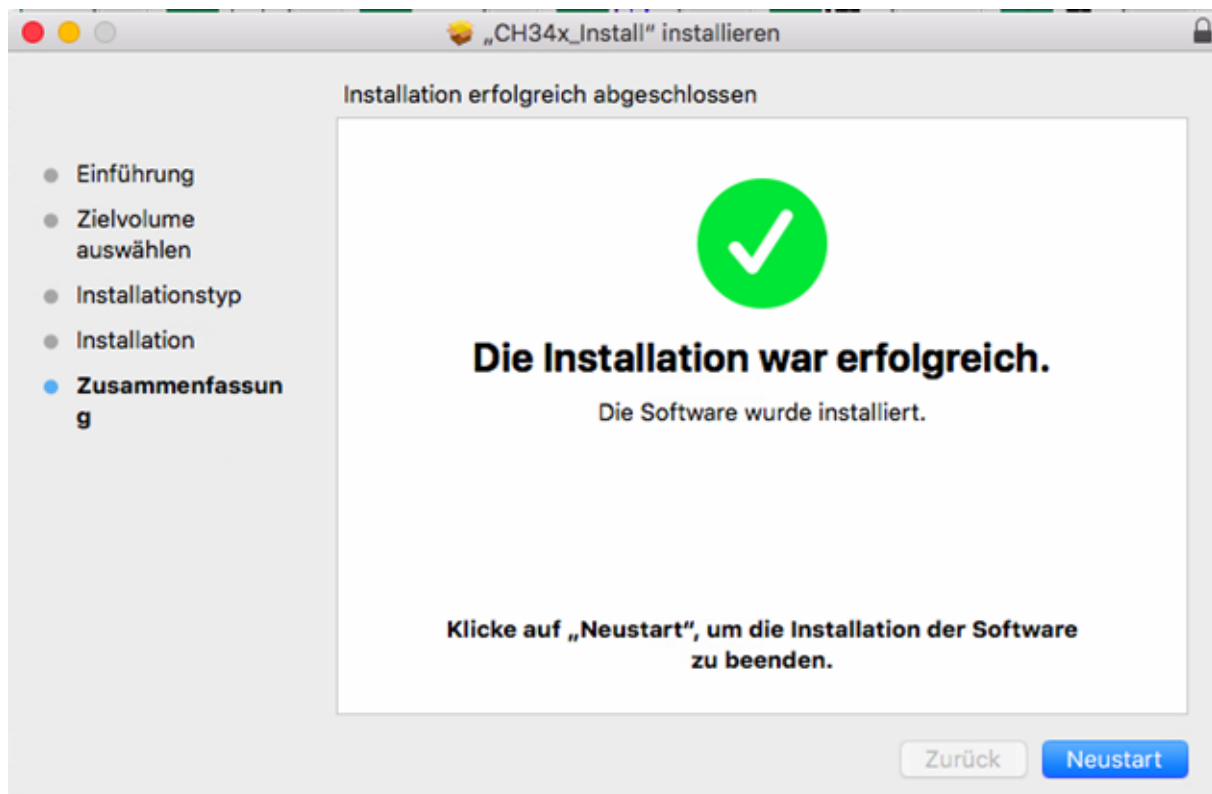 „CH34x_Install" installieren
Installation erfolgreich abgeschlossen
Einführung
Zielvolume
auswählen
Installationstyp
Installation
Zusammenfassun
g
Die Installation war erfolgreich.
Die Software wurde installiert.
Klicke auf „Neustart“, um die Installation der Software
zu beenden.
Zurück
Neustart